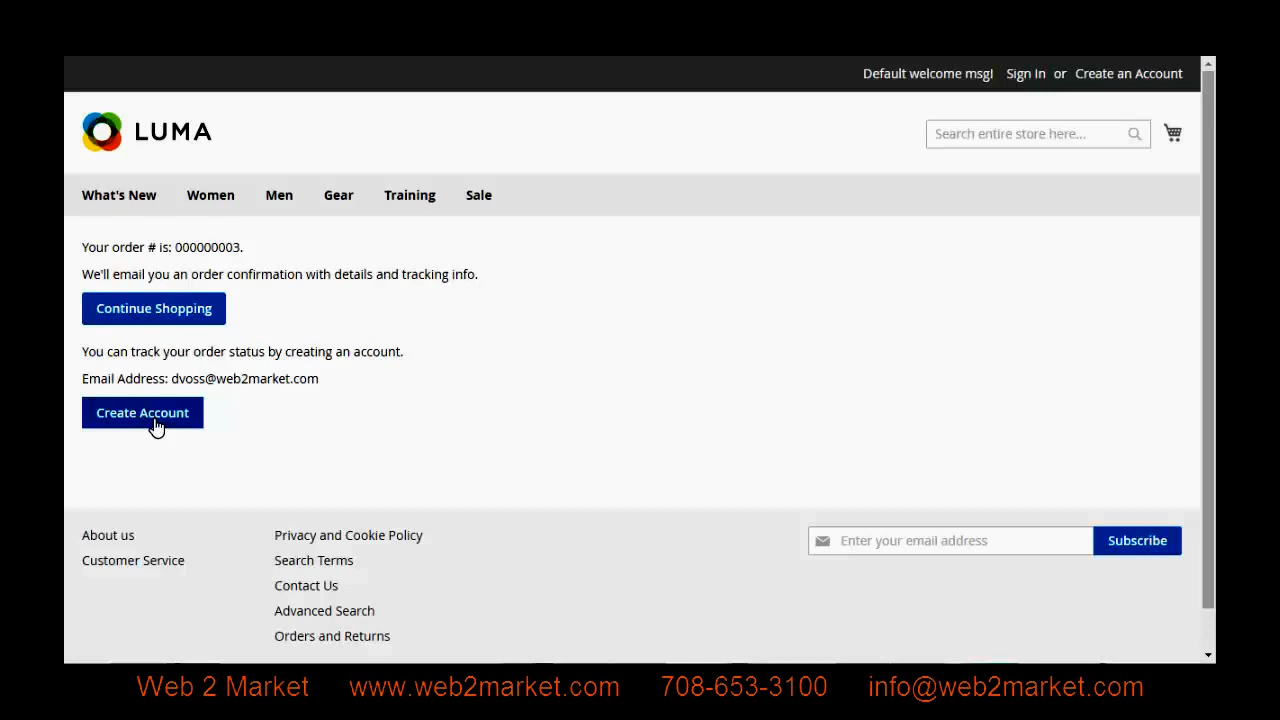 Default welcome msg! Sign In or Create an Account
LUMA
Search entire store here...
What's New Women Men Gear Training Sale
Your order # is: 000000003.
We'll email you an order confirmation with details and tracking info.
Continue Shopping
You can track your order status by creating an account.
Email Address: dvoss@web2market.com
Create Account
About us
Customer Service
Privacy and Cookie Policy
Search Terms
Contact Us
Advanced Search
Orders and Returns
Enter your email address
Subscribe
Web 2 Market www.web2market.com 708-653-3100 info@web2market.com